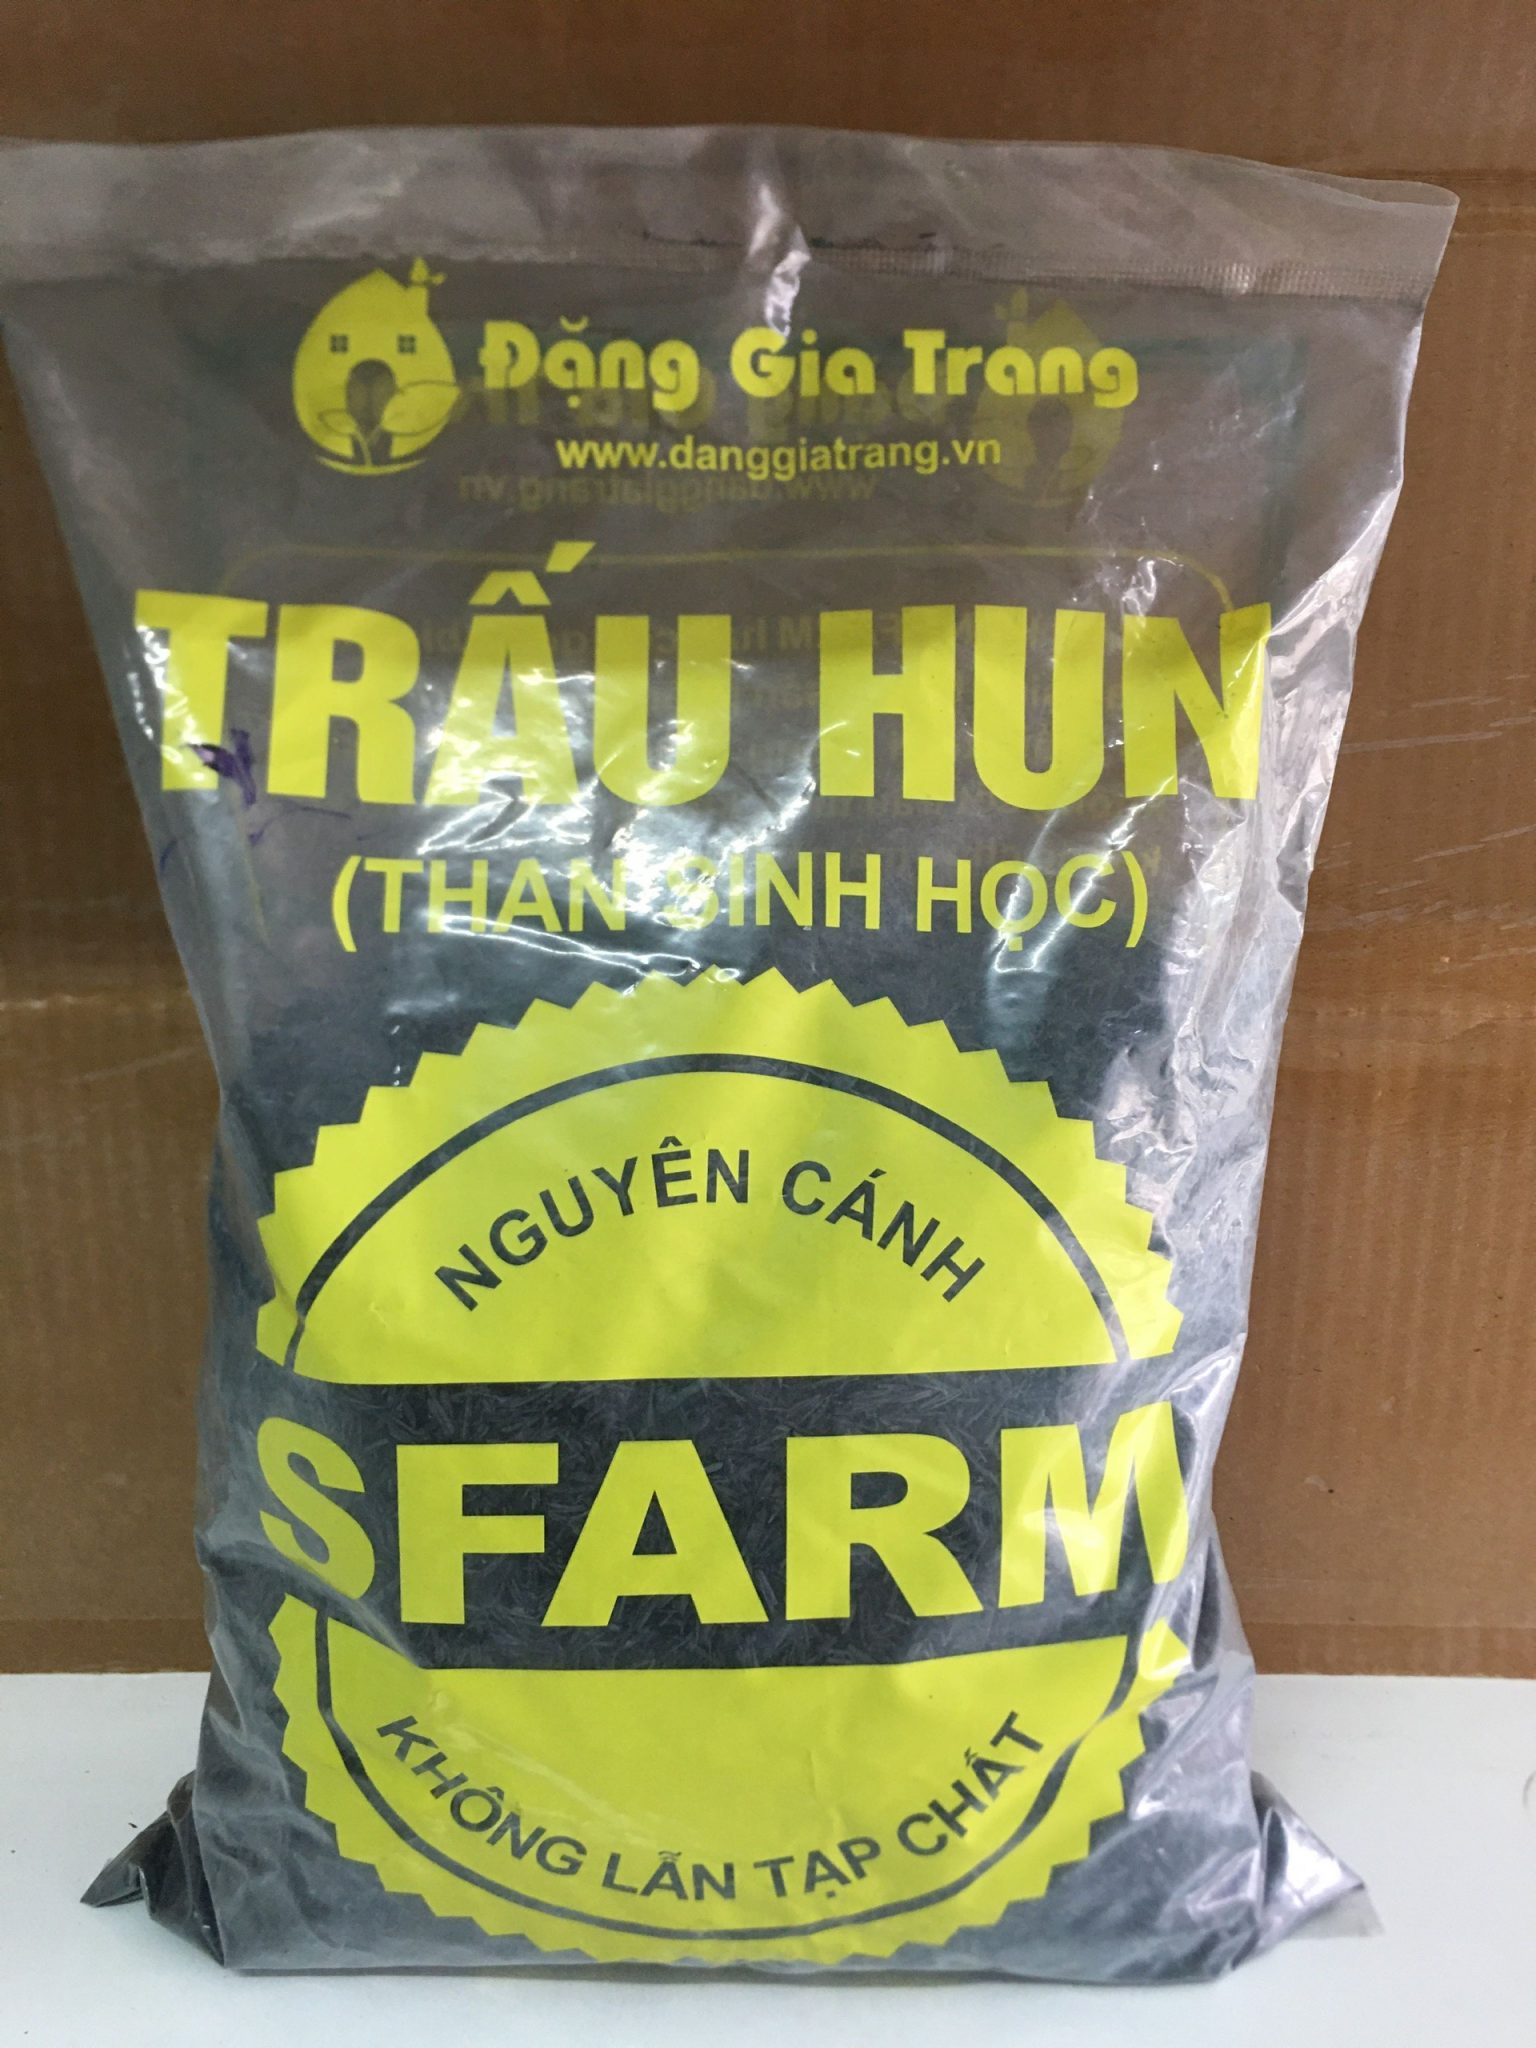 Đặng Gia Trang
www.danggiatrang.vn
TRẤU HUN
(THAN SINH HỌC)
NGUYÊN CÁNH
SFARM
KHÔNG LẪN TẠP CHẤT